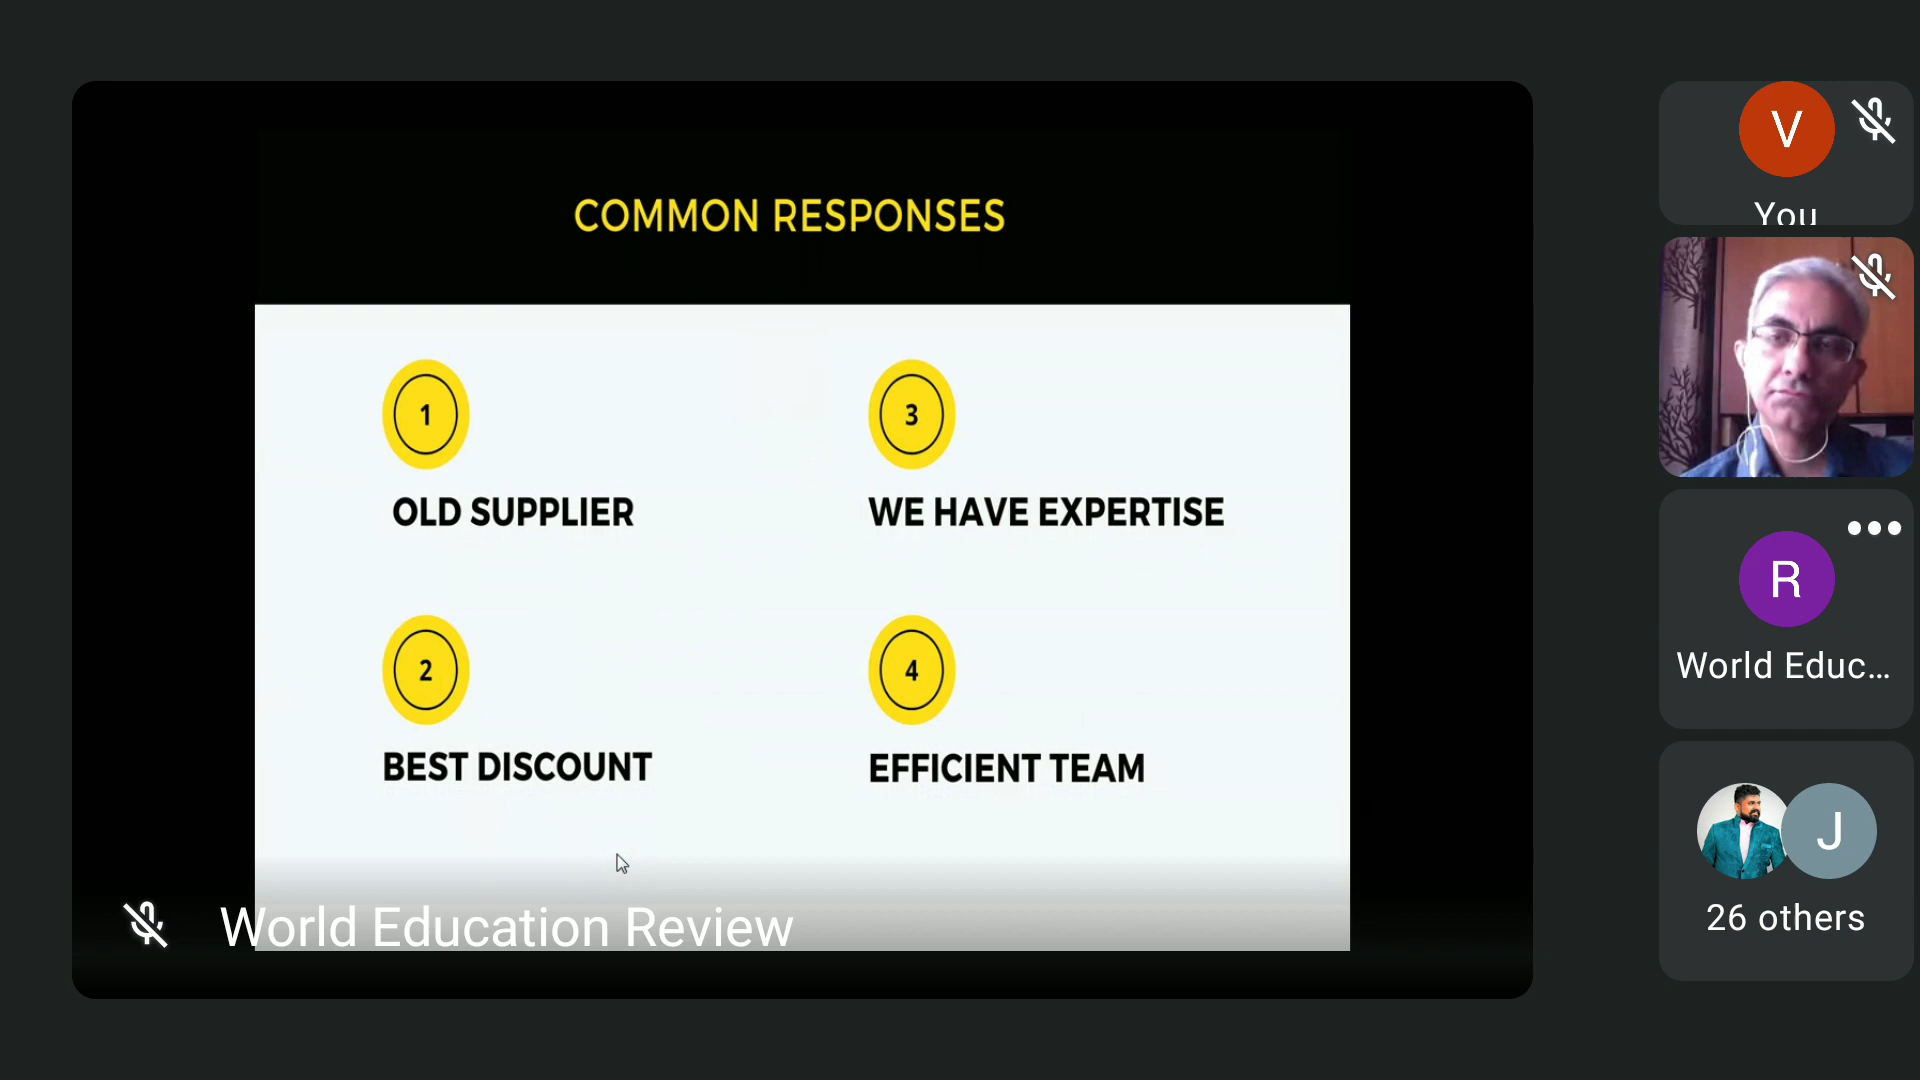 COMMON RESPONSES
1
OLD SUPPLIER
2
BEST DISCOUNT
3
WE HAVE EXPERTISE
4
EFFICIENT TEAM
World Education Review
V
You
R
World Educ...
J
26 others